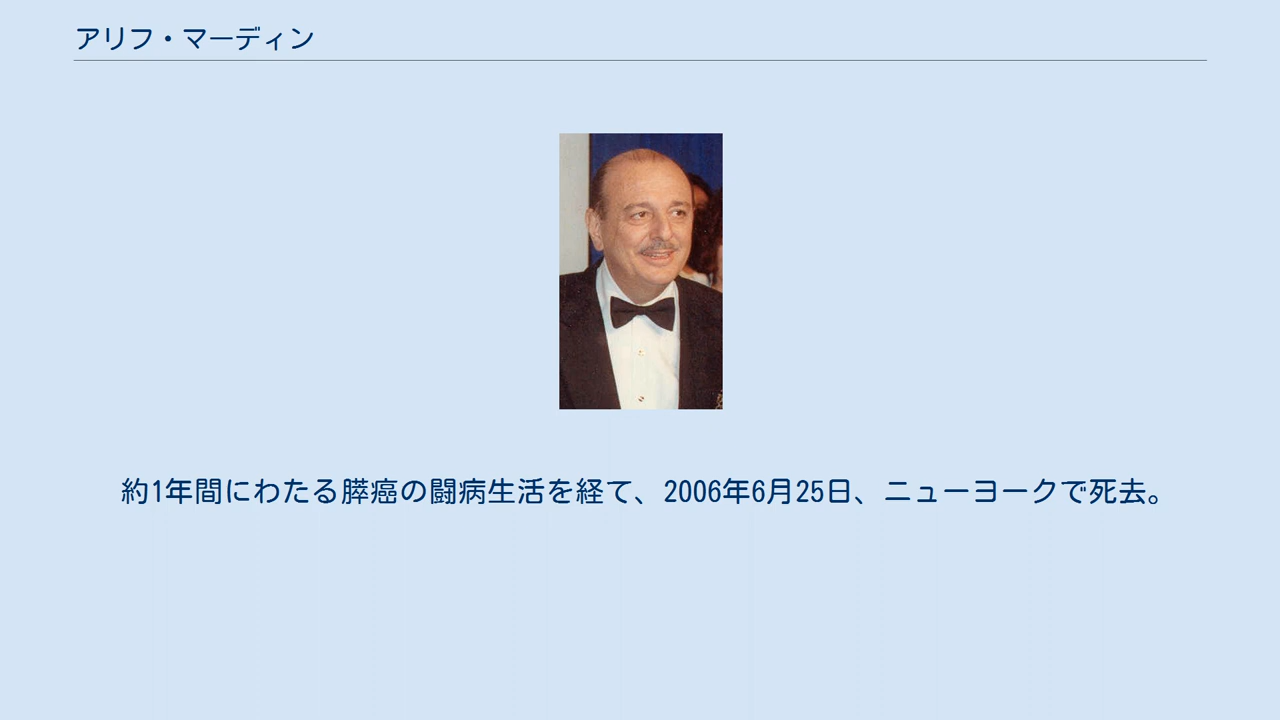 アリフ・マーディン
約1年間にわたる膵癌の闘病生活を経て、2006年6月25日、ニューヨークで死去。